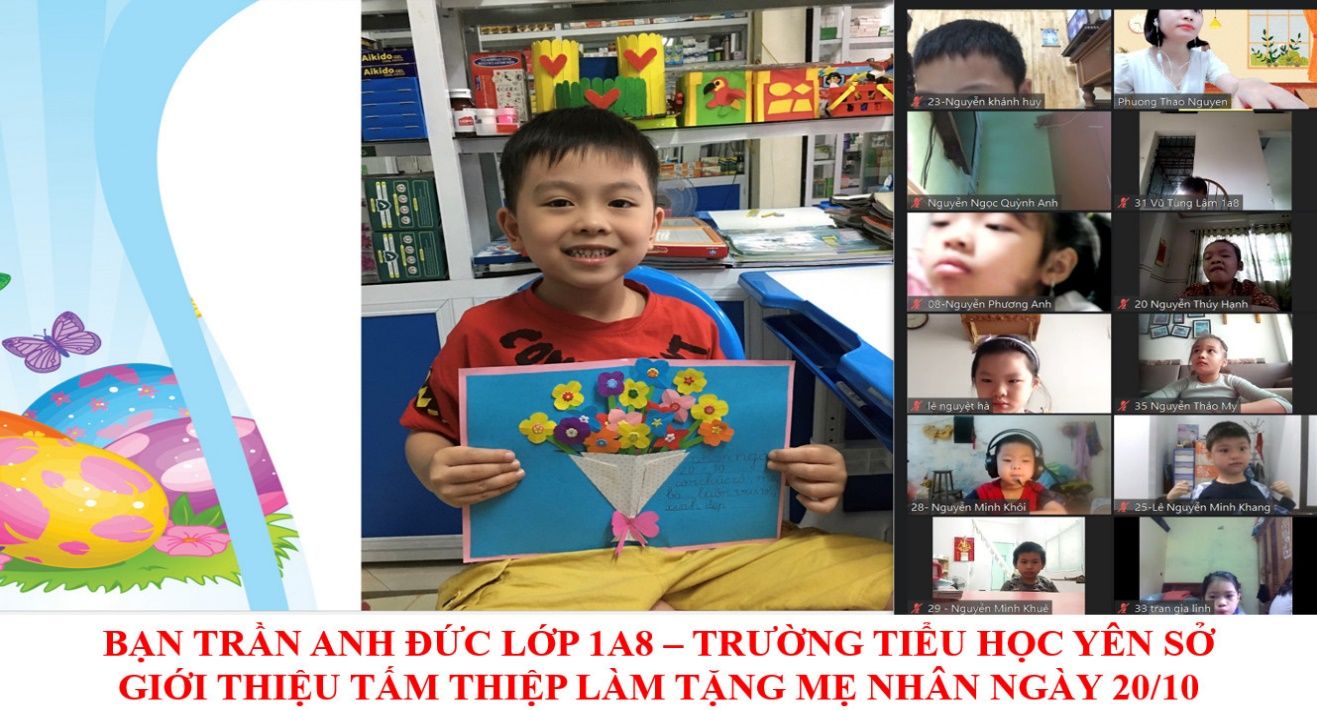 Aikido
Aikido
23-Nguyễn khánh huy
Phuong Thao Nguyen
Nguyễn Ngọc Quỳnh Anh
31 Vũ Tùng Lâm 1a8
08-Nguyễn Phương Anh
20 Nguyễn Thúy Hạnh
lê nguyệt hà
35 Nguyễn Thảo My
28- Nguyễn Minh Khôi
25-Lê Nguyễn Minh Khang
29 - Nguyễn Minh Khuê
33 tran gia linh
BẠN TRẦN ANH ĐỨC LỚP 1A8 – TRƯỜNG TIỂU HỌC YÊN SỞ
GIỚI THIỆU TẤM THIỆP LÀM TẶNG MẸ NHÂN NGÀY 20/10